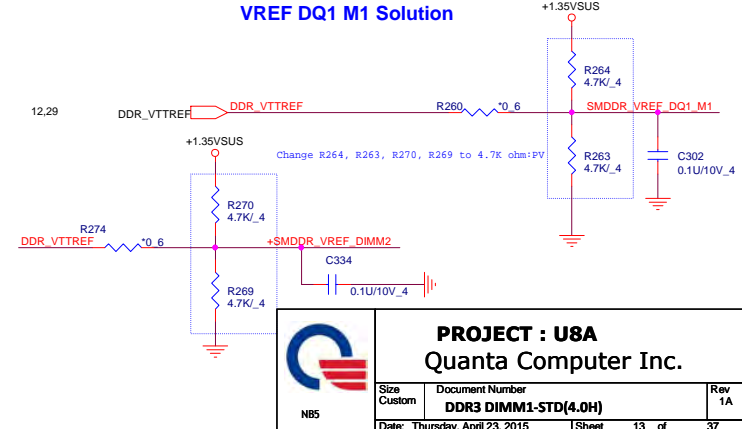 VREF DQ1 M1 Solution
+1.35VSUS
R264
4.7K/_4
12,29
DDR_VTTREF
DDR_VTTREF
R260
*0_6
SMDDR_VREF_DQ1_M1
+1.35VSUS
Change R264, R263, R270, R269 to 4.7K ohm:PV
R263
4.7K/_4
C302
0.1U/10V_4
R270
4.7K/_4
R274
DDR_VTTREF
*0_6
+SMDDR_VREF_DIMM2
C334
0.1U/10V_4
R269
4.7K/_4
PROJECT : U8A
Quanta Computer Inc.
NB5
Size
Custom
Document Number
DDR3 DIMM1-STD(4.0H)
Rev
1A
Date: Thursday, April 23, 2015
Sheet 13 of 37